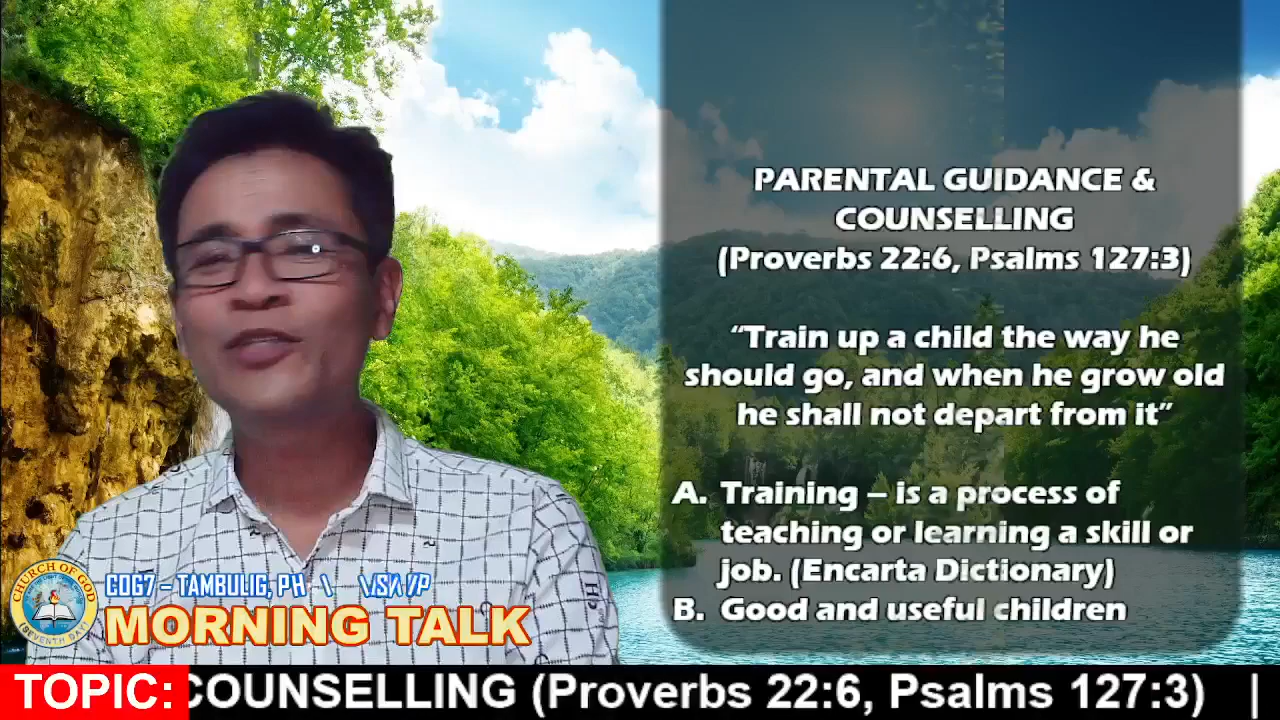 PARENTAL GUIDANCE &
COUNSELLING
(Proverbs 22:6, Psalms 127:3)
“Train up a child the way he
should go, and when he grow old
he shall not depart from it”
A. Training – is a process of
teaching or learning a skill or
job. (Encarta Dictionary)
B. Good and useful children
CHURCH OF GOD
(SEVENTH DAY)
COG7 - TAMBULIG, PH
MORNING TALK
TOPIC: COUNSELLING (Proverbs 22:6, Psalms 127:3) |